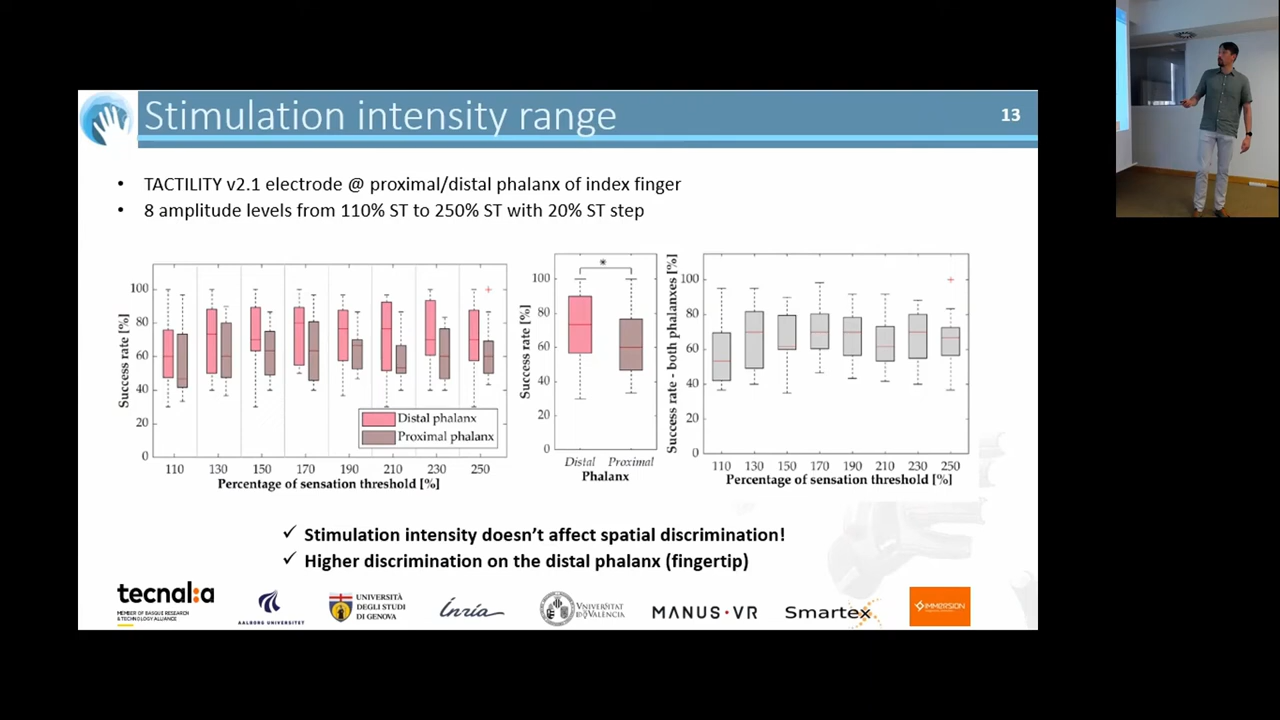 Stimulation intensity range
13
• TACTILITY v2.1 electrode @ proximal/distal phalanx of index finger
• 8 amplitude levels from 110% ST to 250% ST with 20% ST step
Success rate [%]
100
80
60
40
20
0
110 130 150 170 190 210 230 250
Percentage of sensation threshold [%]
Distal phalanx
Proximal phalanx
Success rate [%]
100
80
60
40
20
0
*
Distal Proximal
Phalanx
Success rate - both phalanxes [%]
100
80
60
40
20
0
110 130 150 170 190 210 230 250
Percentage of sensation threshold [%]
✓ Stimulation intensity doesn't affect spatial discrimination!
✓ Higher discrimination on the distal phalanx (fingertip)
tecnal:a
MEMBER OF BASQUE RESEARCH
& TECHNOLOGY ALLIANCE
AALBORG UNIVERSITET
UNIVERSITÀ
DEGLI STUDI
DI GENOVA
Inria
VNIVERSITAT
ID VALÈNCIA
MANUS·VR
Smartex
IMMERSION